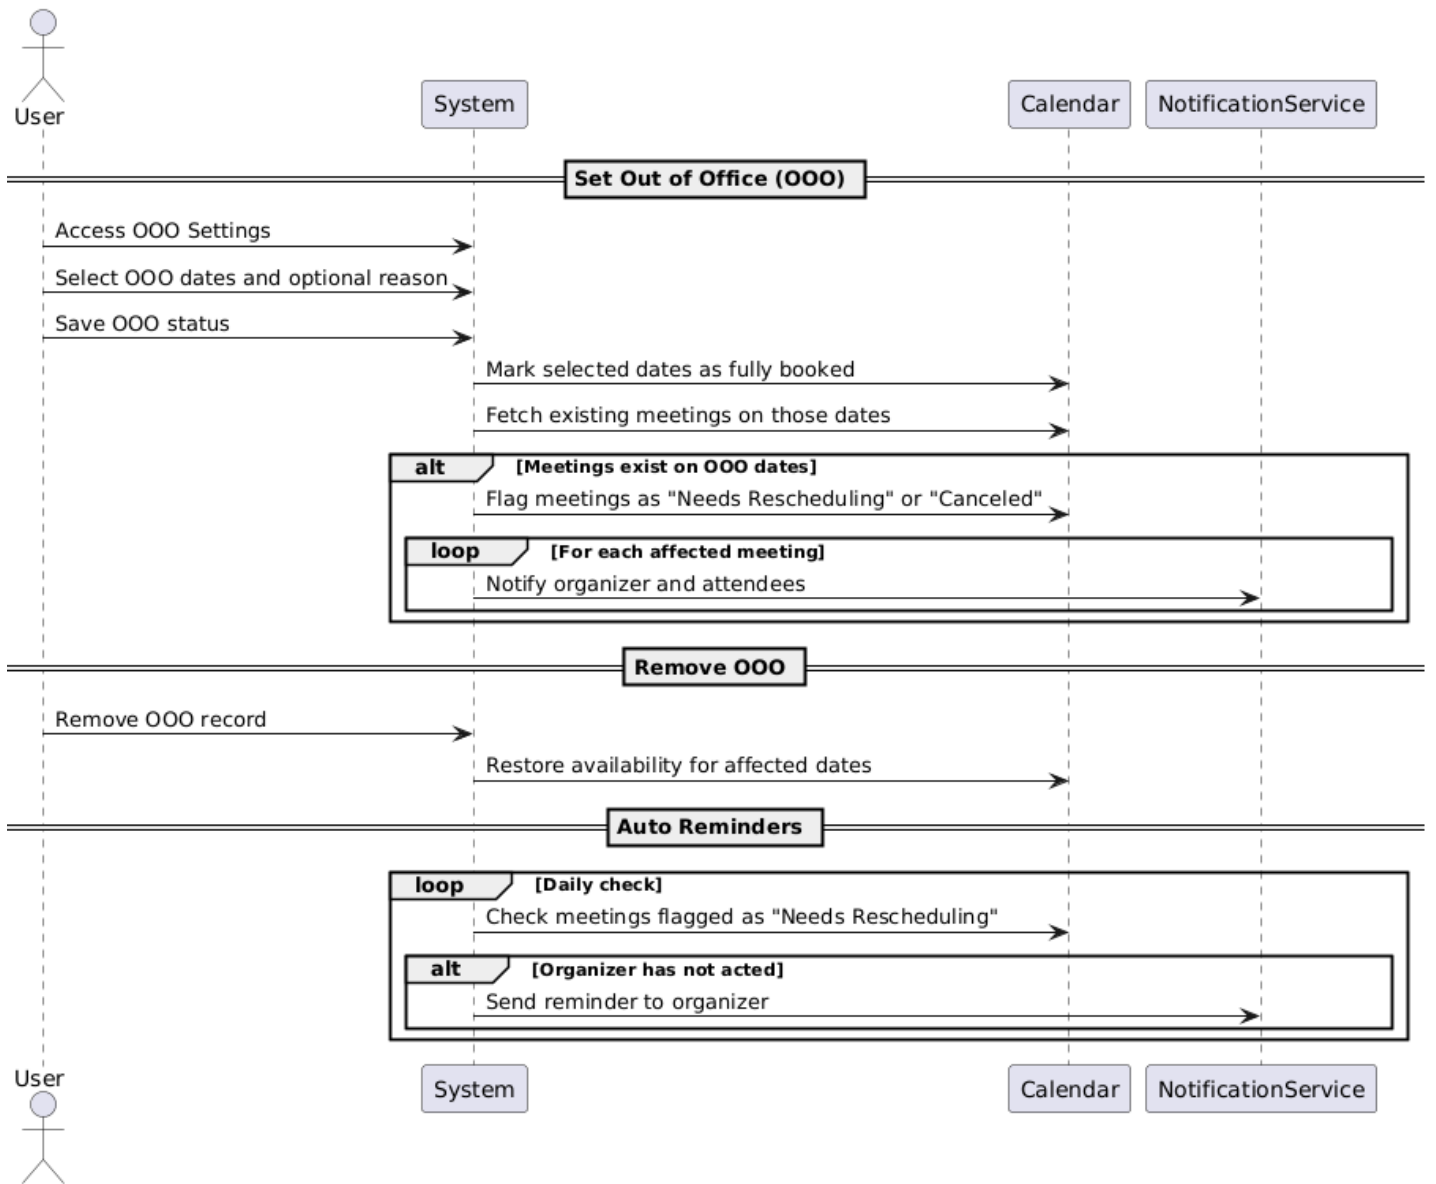 User
System
Calendar
NotificationService
Set Out of Office (OOO)
Access OOO Settings
Select OOO dates and optional reason
Save OOO status
Mark selected dates as fully booked
Fetch existing meetings on those dates
alt [Meetings exist on OOO dates]
Flag meetings as "Needs Rescheduling" or "Canceled"
loop [For each affected meeting]
Notify organizer and attendees
Remove OOO
Remove OOO record
Restore availability for affected dates
Auto Reminders
loop [Daily check]
Check meetings flagged as "Needs Rescheduling"
alt [Organizer has not acted]
Send reminder to organizer
User
System
Calendar
NotificationService